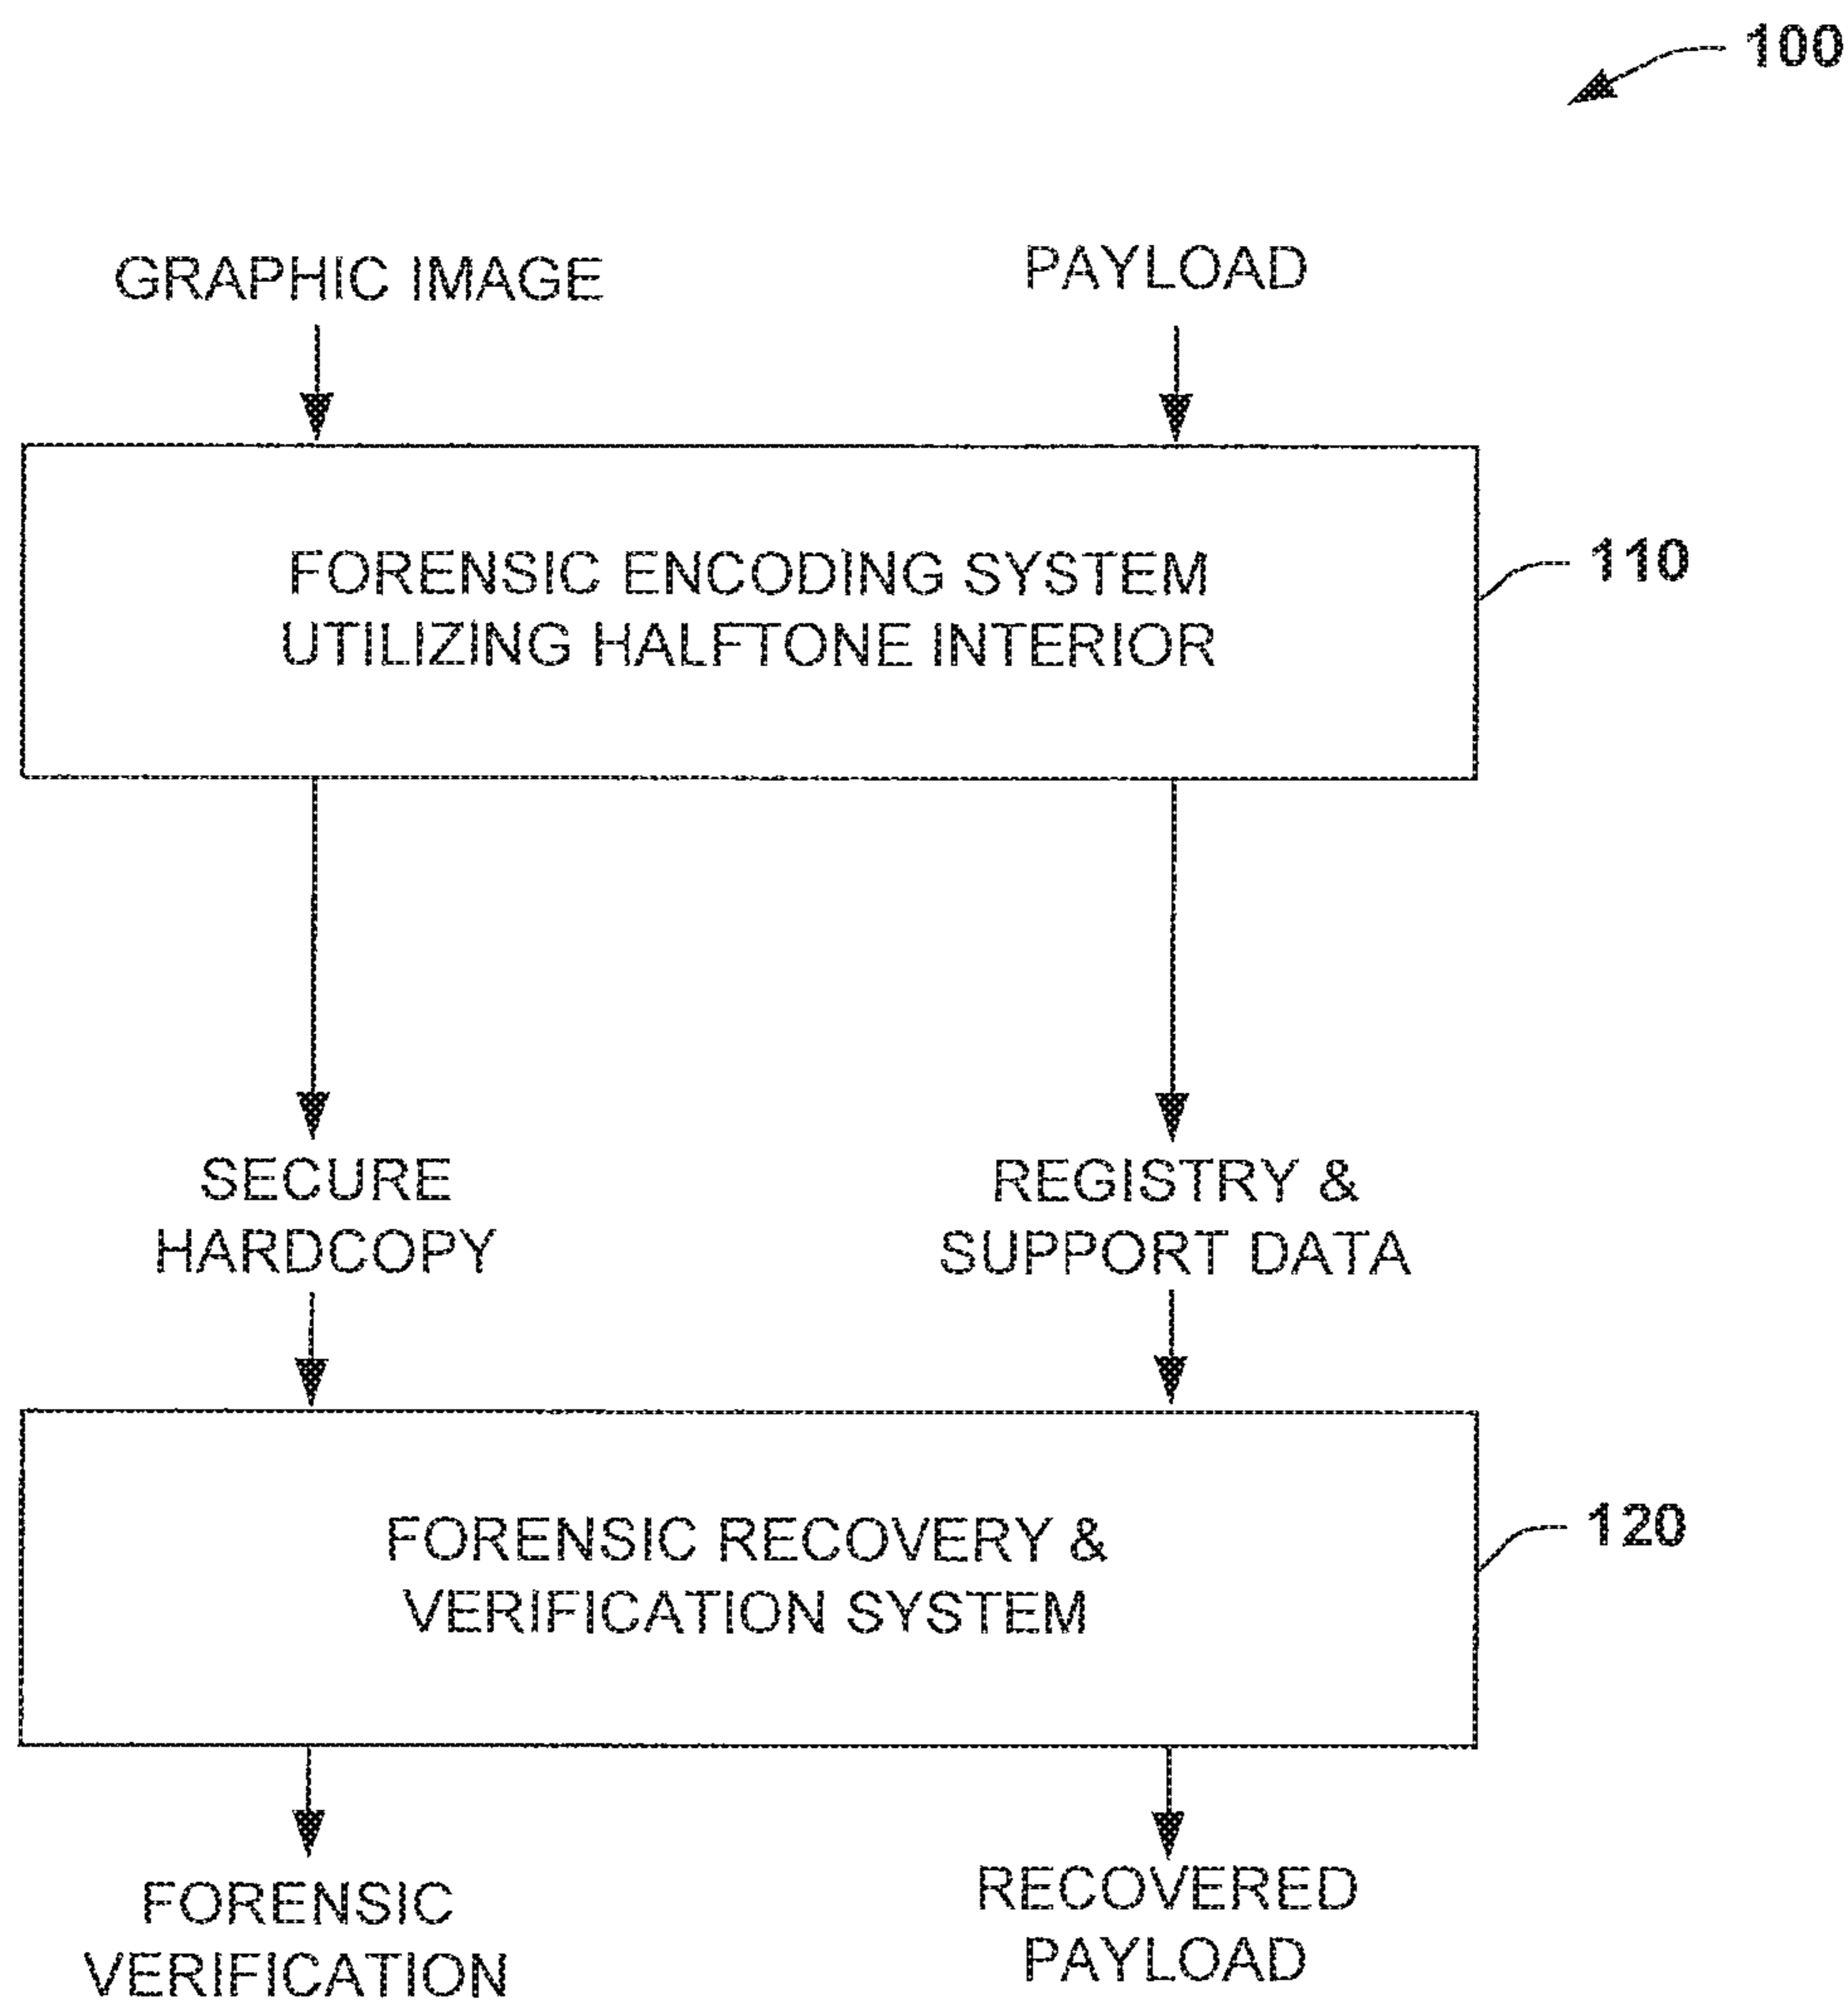 100
GRAPHIC IMAGE
PAYLOAD
FORENSIC ENCODING SYSTEM
UTILIZING HALFTONE INTERIOR
110
SECURE
HARDCOPY
REGISTRY &
SUPPORT DATA
FORENSIC RECOVERY &
VERIFICATION SYSTEM
120
FORENSIC
VERIFICATION
RECOVERED
PAYLOAD